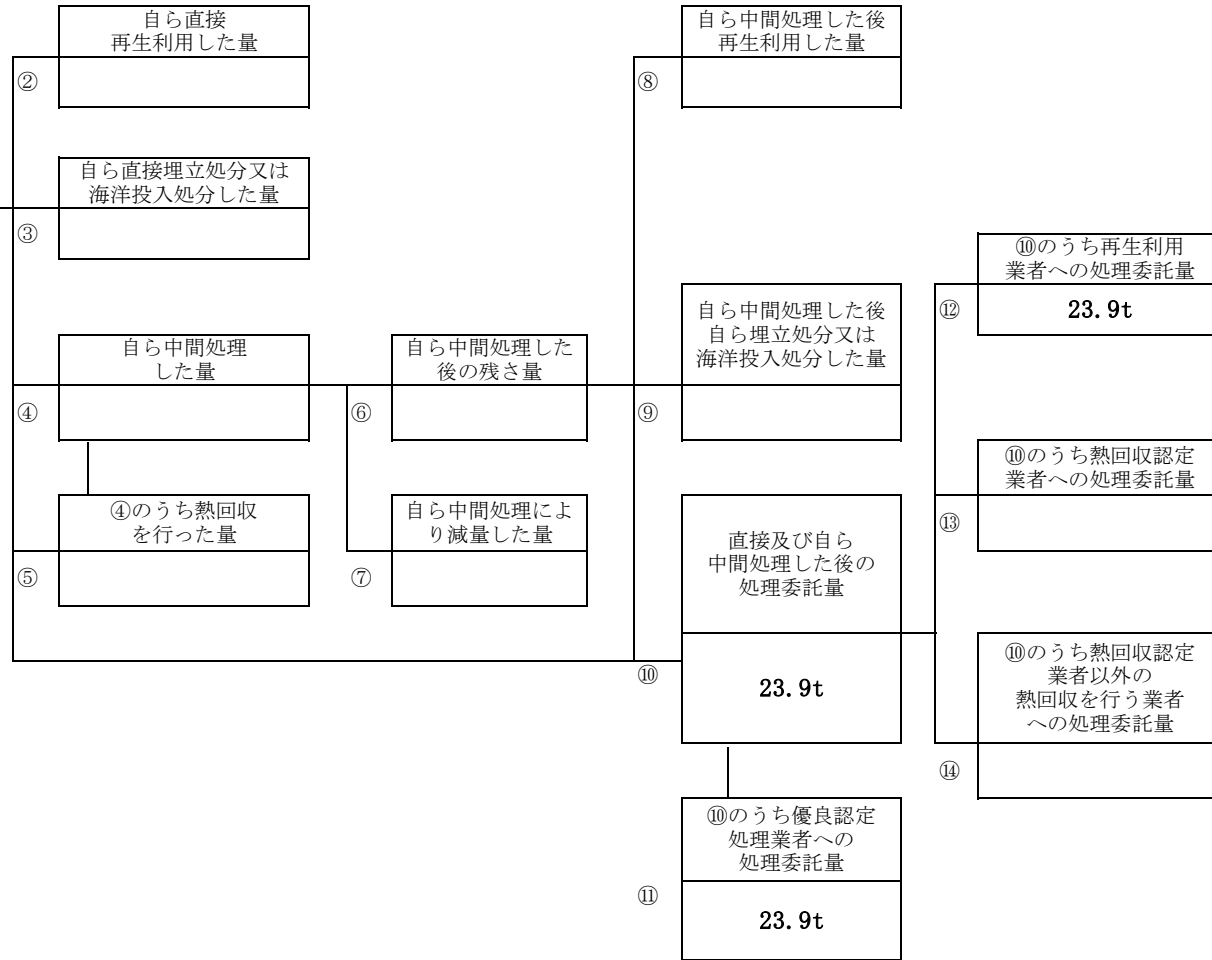 自ら直接
再生利用した量
②
自ら直接埋立処分又は
海洋投入処分した量
③
自ら中間処理
した量
④
④のうち熱回収
を行った量
⑤
自ら中間処理した
後の残さ量
⑥
自ら中間処理によ
り減量した量
⑦
自ら中間処理した後
再生利用した量
⑧
自ら中間処理した後
自ら埋立処分又は
海洋投入処分した量
⑨
直接及び自ら
中間処理した後の
処理委託量
⑩
23.9t
⑩のうち優良認定
処理業者への
処理委託量
⑪
23.9t
⑩のうち再生利用
業者への処理委託量
⑫
23.9t
⑩のうち熱回収認定
業者への処理委託量
⑬
⑩のうち熱回収認定
業者以外の
熱回収を行う業者
への処理委託量
⑭